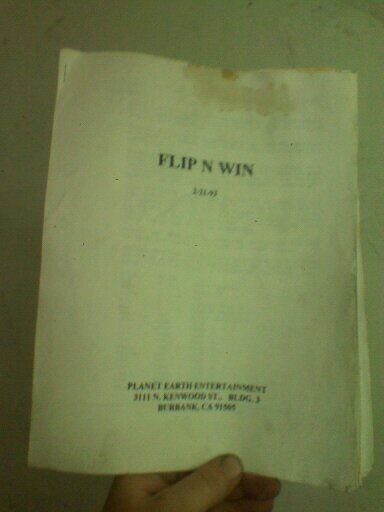 FLIP N WIN
PLANET EARTH ENTERTAINMENT
3111 N. KENWOOD ST., BLDG. 3
BURBANK, CA 91505